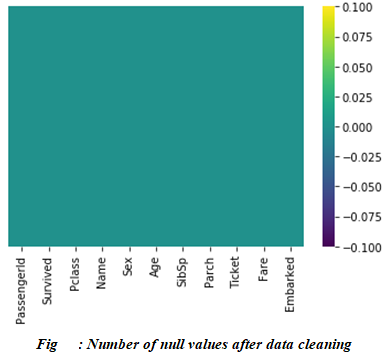 0.100
0.075
0.050
0.025
0.000
−0.025
−0.050
−0.075
−0.100
PassengerId
Survived
Pclass
Name
Sex
Age
SibSp
Parch
Ticket
Fare
Embarked
Fig : Number of null values after data cleaning